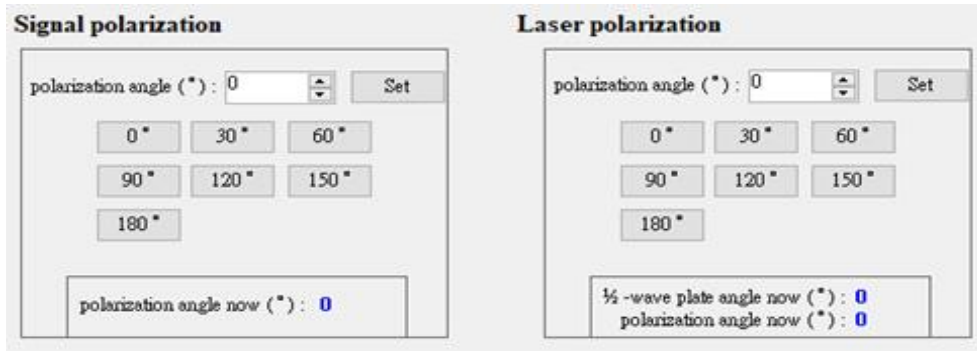 Signal polarization
polarization angle (°) : 0 Set
0° 30° 60°
90° 120° 150°
180°
polarization angle now (°) : 0
Laser polarization
polarization angle (°) : 0 Set
0° 30° 60°
90° 120° 150°
180°
½ -wave plate angle now (°) : 0
polarization angle now (°) : 0